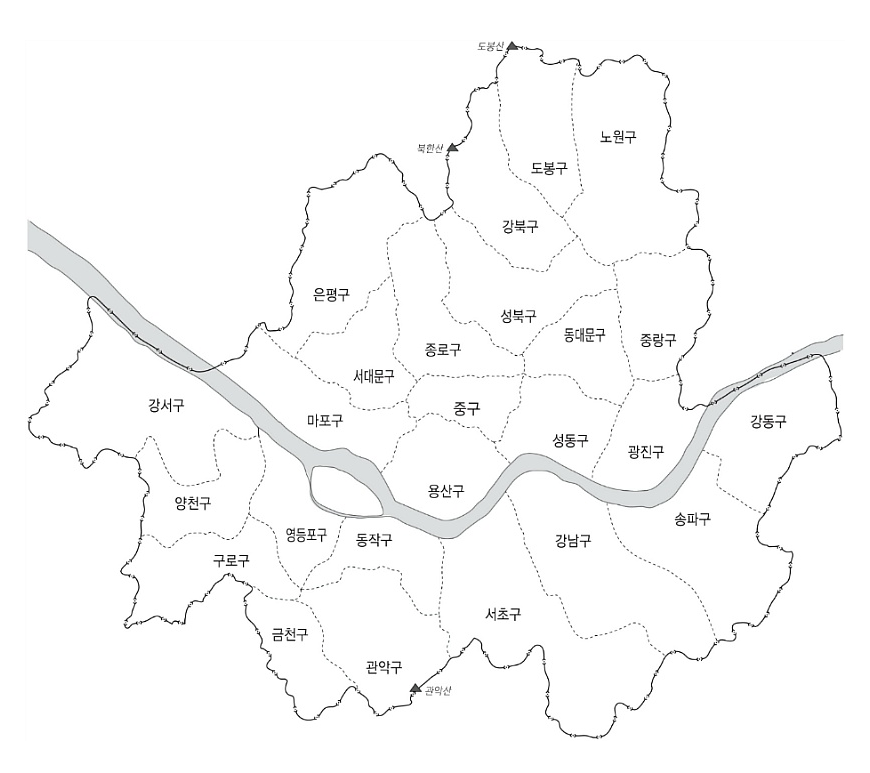 도봉산
노원구
북한산
도봉구
강북구
은평구
성북구
동대문구
중랑구
종로구
서대문구
강서구
마포구
중구
강동구
성동구
광진구
용산구
양천구
송파구
영등포구
동작구
강남구
구로구
서초구
금천구
관악구
관악산